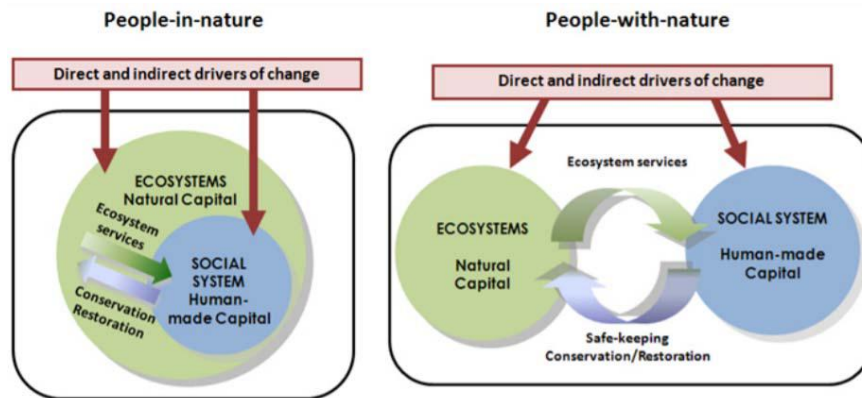 People-in-nature
Direct and indirect drivers of change
ECOSYSTEMS
Natural Capital
Ecosystem
services
SOCIAL
SYSTEM
Human-
made Capital
Conservation
Restoration
People-with-nature
Direct and indirect drivers of change
Ecosystem services
ECOSYSTEMS
Natural
Capital
SOCIAL SYSTEM
Human-made
Capital
Safe-keeping
Conservation/Restoration